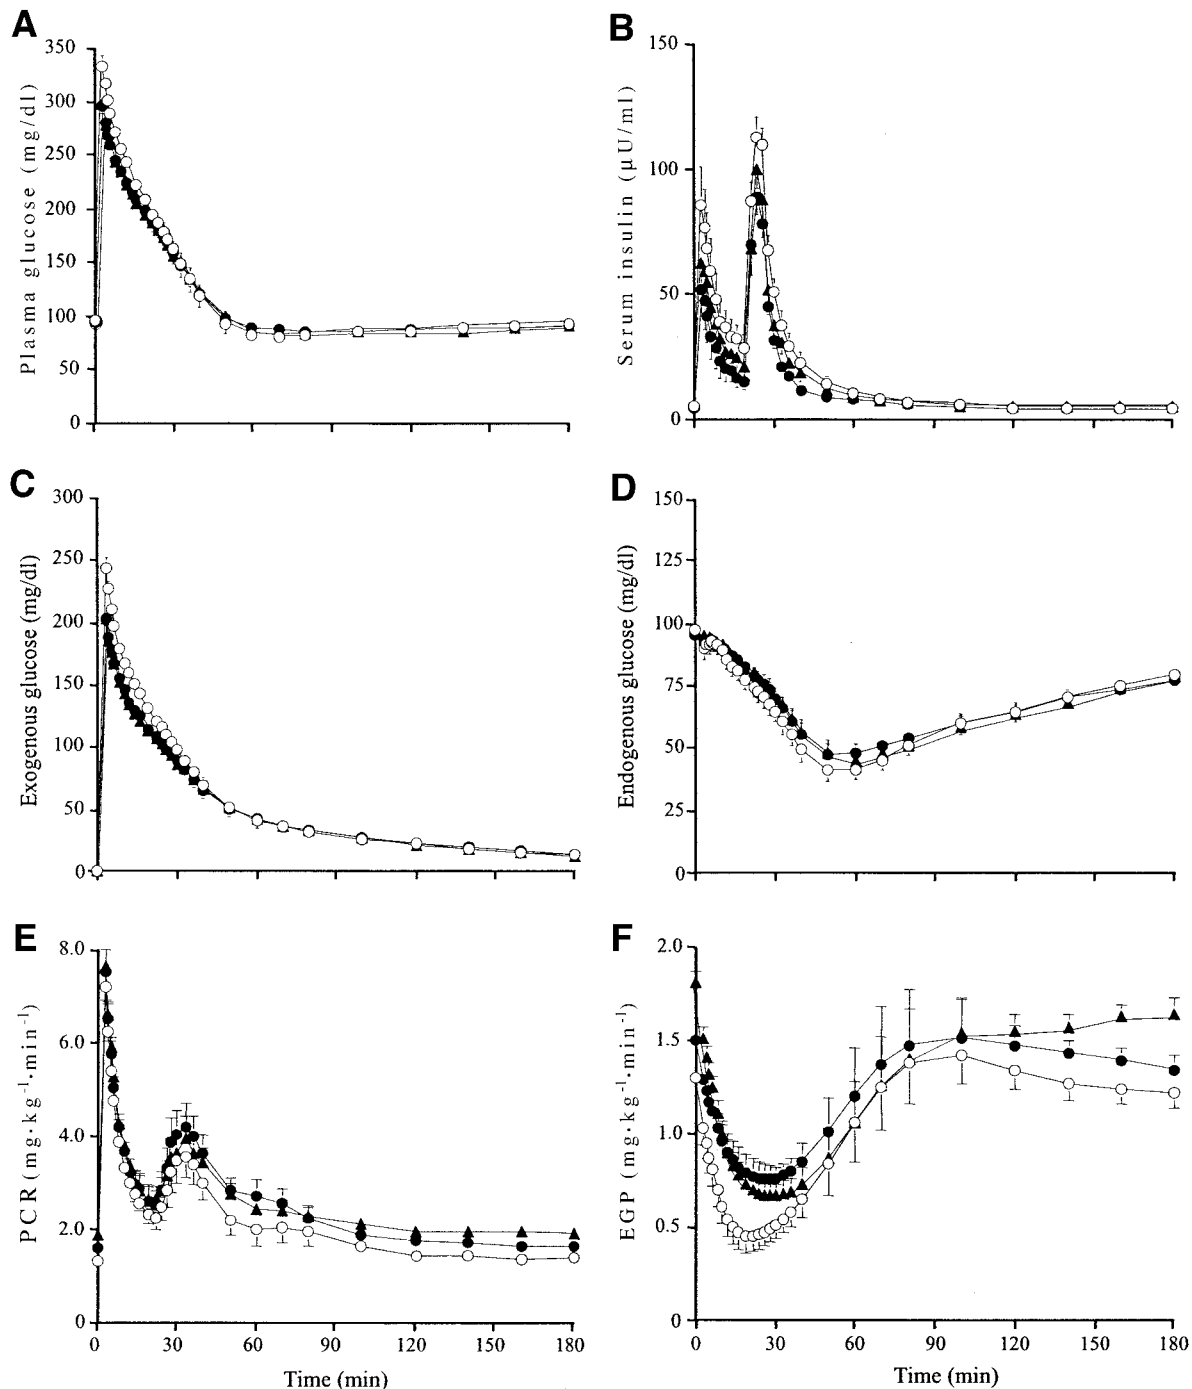 A
Plasma glucose (mg/dl)
350
300
250
200
150
100
50
0
B
Serum insulin (µU/ml)
150
100
50
0
C
Exogenous glucose (mg/dl)
300
250
200
150
100
50
0
D
Endogenous glucose (mg/dl)
150
125
100
75
50
25
0
E
PCR (mg·kg⁻¹·min⁻¹)
8.0
6.0
4.0
2.0
0
0 30 60 90 120 150 180
Time (min)
F
EGP (mg·kg⁻¹·min⁻¹)
2.0
1.5
1.0
0.5
0
0 30 60 90 120 150 180
Time (min)